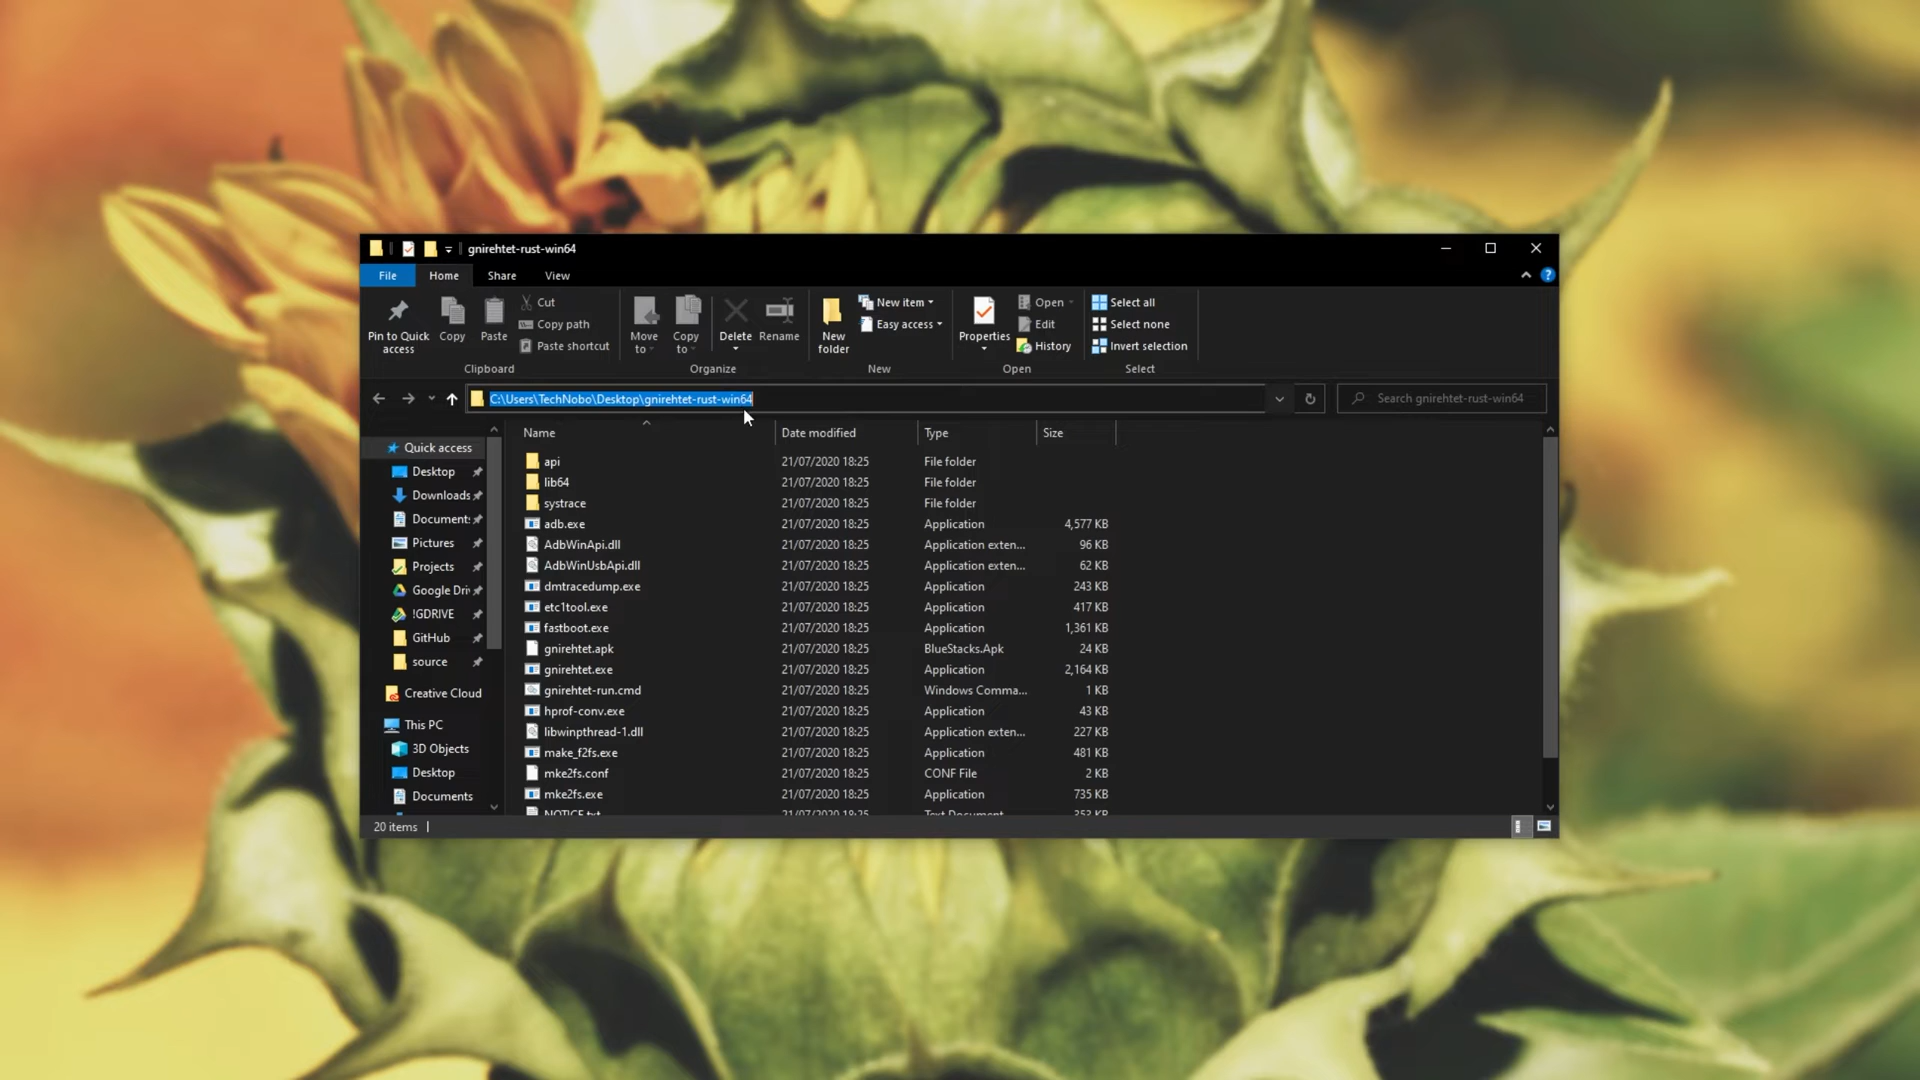 gnirehtet-rust-win64
File Home Share View
Pin to Quick access
Copy
Paste
Cut
Copy path
Paste shortcut
Clipboard
Move to
Copy to
Delete
Rename
Organize
New folder
New item
Easy access
New
Properties
Open
Edit
History
Open
Select all
Select none
Invert selection
Select
C:\Users\TechNobo\Desktop\gnirehtet-rust-win64
Search gnirehtet-rust-win64
Quick access
Desktop
Downloads
Document:
Pictures
Projects
Google Driv
!GDRIVE
GitHub
source
Creative Cloud
This PC
3D Objects
Desktop
Documents
Name Date modified Type Size
api 21/07/2020 18:25 File folder
lib64 21/07/2020 18:25 File folder
systrace 21/07/2020 18:25 File folder
adb.exe 21/07/2020 18:25 Application 4,577 KB
AdbWinApi.dll 21/07/2020 18:25 Application exten... 96 KB
AdbWinUsbApi.dll 21/07/2020 18:25 Application exten... 62 KB
dmtracedump.exe 21/07/2020 18:25 Application 243 KB
etc1tool.exe 21/07/2020 18:25 Application 417 KB
fastboot.exe 21/07/2020 18:25 Application 1,361 KB
gnirehtet.apk 21/07/2020 18:25 BlueStacks.Apk 24 KB
gnirehtet.exe 21/07/2020 18:25 Application 2,164 KB
gnirehtet-run.cmd 21/07/2020 18:25 Windows Comma... 1 KB
hprof-conv.exe 21/07/2020 18:25 Application 43 KB
libwinpthread-1.dll 21/07/2020 18:25 Application exten... 227 KB
make_f2fs.exe 21/07/2020 18:25 Application 481 KB
mke2fs.conf 21/07/2020 18:25 CONF File 2 KB
mke2fs.exe 21/07/2020 18:25 Application 735 KB
NOTICE.txt 21/07/2020 18:25 Text Document 353 KB
20 items